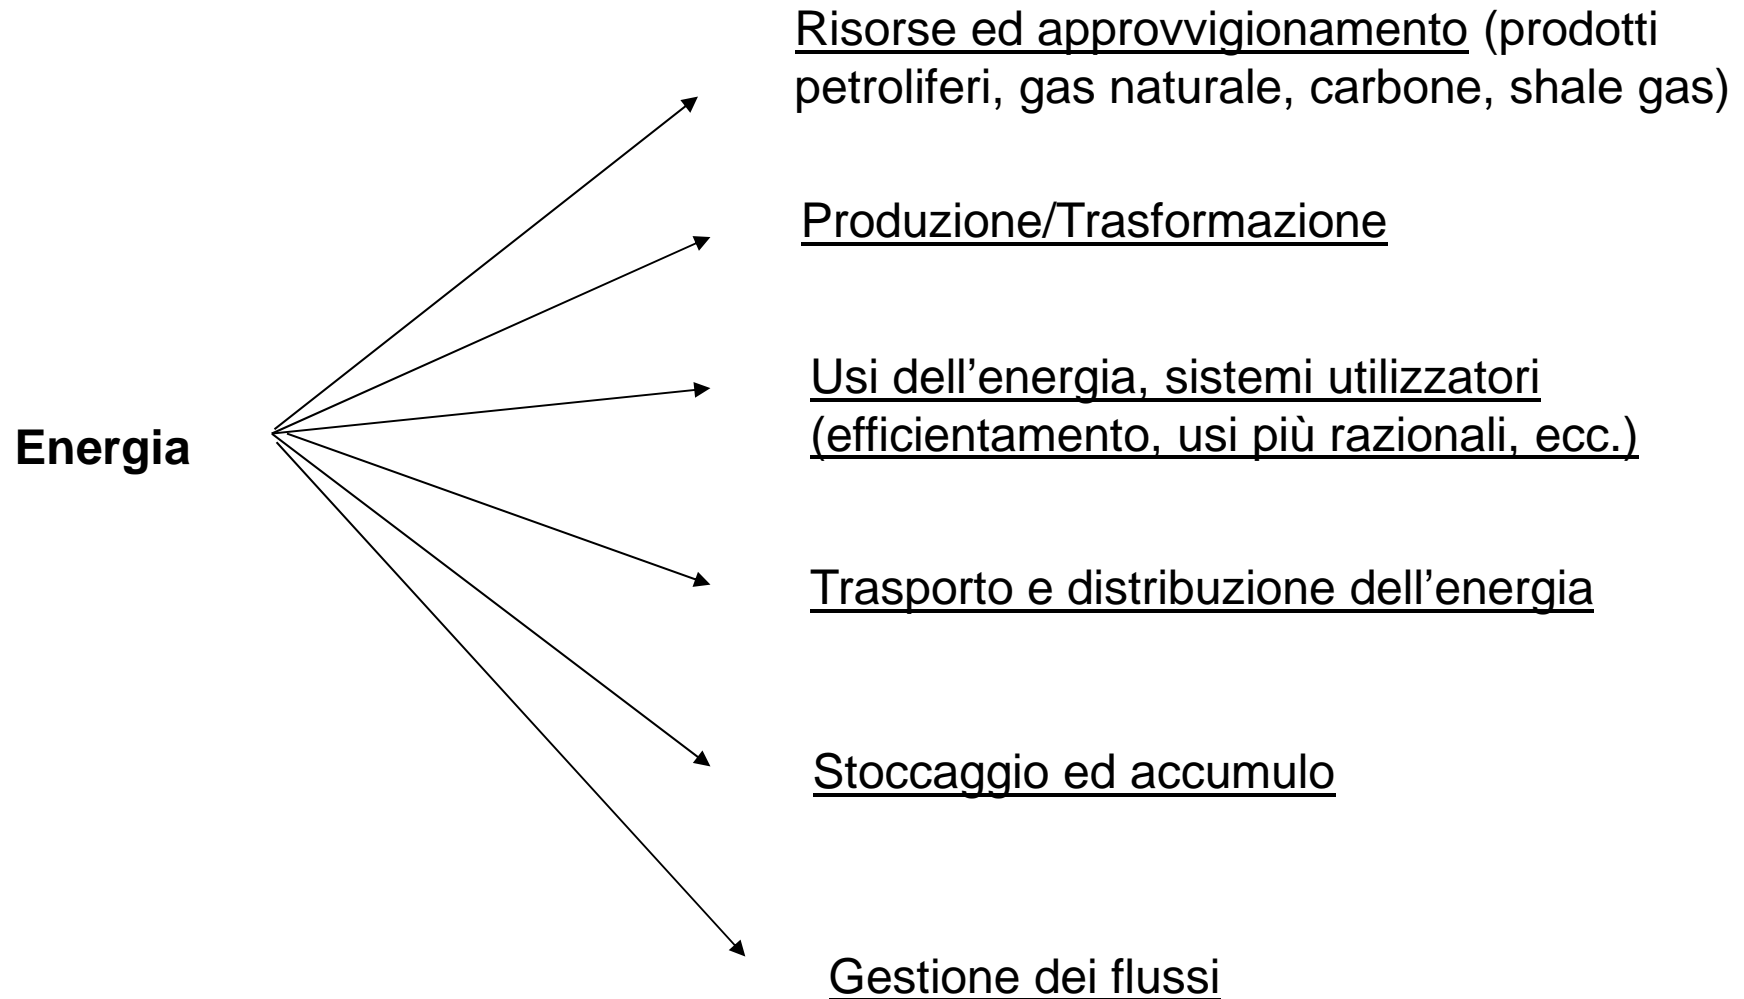 Risorse ed approvvigionamento (prodotti
petroliferi, gas naturale, carbone, shale gas)
Produzione/Trasformazione
Usi dell’energia, sistemi utilizzatori
(efficientamento, usi più razionali, ecc.)
Energia
Trasporto e distribuzione dell’energia
Stoccaggio ed accumulo
Gestione dei flussi